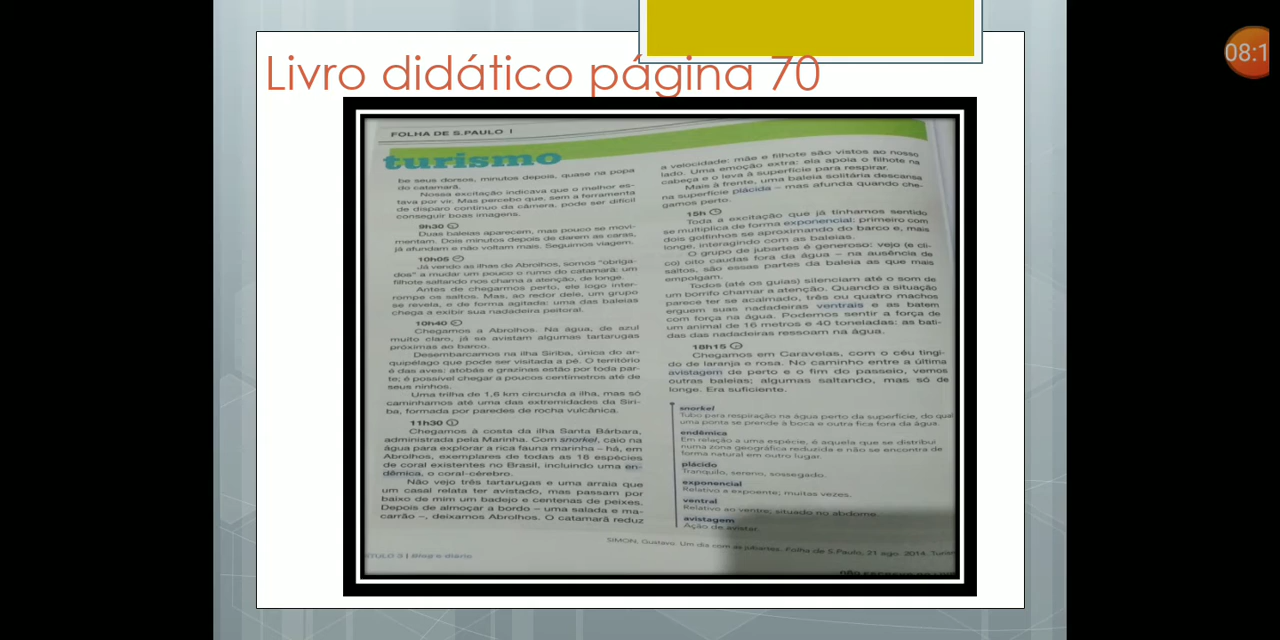 Livro didático página 70
08:1
FOLHA DE S.PAULO
turismo
be seus dorsos, minutos depois, quase na popa
do catamarã.
Nossa excitação indicava que o melhor es-
tava por vir. Mas percebo que, sem a ferramenta
de disparo contínuo da câmera, pode ser difícil
conseguir boas imagens.
9h30
Duas baleias aparecem, mas pouco se movi-
mentam. Dois minutos depois de darem as caras,
já afundam e não voltam mais. Seguimos viagem.
10h05
Já vendo as ilhas de Abrolhos, somos "obriga-
dos" a mudar um pouco o rumo do catamarã: um
filhote saltando nos chama a atenção, de longe.
Antes de chegarmos perto, ele logo inter-
rompe os saltos. Mas, ao redor dele, um grupo
se revela, e de forma agitada: uma das baleias
chega a exibir sua nadadeira peitoral.
10h40
Chegamos a Abrolhos. Na água, de azul
muito claro, já se avistam algumas tartarugas
próximas ao barco.
Desembarcamos na ilha Siriba, única do ar-
quipélago que pode ser visitada a pé. O território
é das aves: atobás e grazinas estão por toda par-
te; é possível chegar a poucos centímetros até de
seus ninhos.
Uma trilha de 1,6 km circunda a ilha, mas só
caminhamos até uma das extremidades da Siri-
ba, formada por paredes de rocha vulcânica.
11h30
Chegamos à costa da ilha Santa Bárbara,
administrada pela Marinha. Com snorkel, caio na
água para explorar a rica fauna marinha – há, em
Abrolhos, exemplares de todas as 18 espécies
de coral existentes no Brasil, incluindo uma en-
dêmica, o coral-cérebro.
Não vejo três tartarugas e uma arraia que
um casal relata ter avistado, mas passam por
baixo de mim um badejo e centenas de peixes.
Depois de almoçar a bordo – uma salada e ma-
carrão –, deixamos Abrolhos. O catamarã reduz
a velocidade: mãe e filhote são vistos ao nosso
lado. Uma emoção extra: ela apoia o filhote na
cabeça e o leva à superfície para respirar.
Mais à frente, uma baleia solitária descansa
na superfície plácida – mas afunda quando che-
gamos perto.
15h
Toda a excitação que já tínhamos sentido
se multiplica de forma exponencial: primeiro com
dois golfinhos se aproximando do barco e, mais
longe, interagindo com as baleias.
O grupo de jubartes é generoso: vejo (e cli-
co) oito caudas fora da água – na ausência de
saltos, são essas partes da baleia as que mais
empolgam.
Todos (até os guias) silenciam até o som de
um borrifo chamar a atenção. Quando a situação
parece ter se acalmado, três ou quatro machos
erguem suas nadadeiras ventrais e as batem
com força na água. Podemos sentir a força de
um animal de 16 metros e 40 toneladas: as bati-
das das nadadeiras ressoam na água.
18h15
Chegamos em Caravelas, com o céu tingi-
do de laranja e rosa. No caminho entre a última
avistagem de perto e o fim do passeio, vemos
outras baleias; algumas saltando, mas só de
longe. Era suficiente.
snorkel
Tubo para respiração na água perto da superfície, do qual
uma ponta se prende à boca e outra fica fora da água.
endêmica
Em relação a uma espécie, é aquela que se distribui
numa zona geográfica reduzida e não se encontra de
forma natural em outro lugar.
plácido
Tranquilo, sereno, sossegado.
exponencial
Relativo a expoente; muitas vezes.
ventral
Relativo ao ventre, situado no abdome.
avistagem
Ação de avistar.
SIMON, Gustavo. Um dia com as jubartes. Folha de S.Paulo, 21 ago. 2014. Turis
TULO 3 | Blog e diário